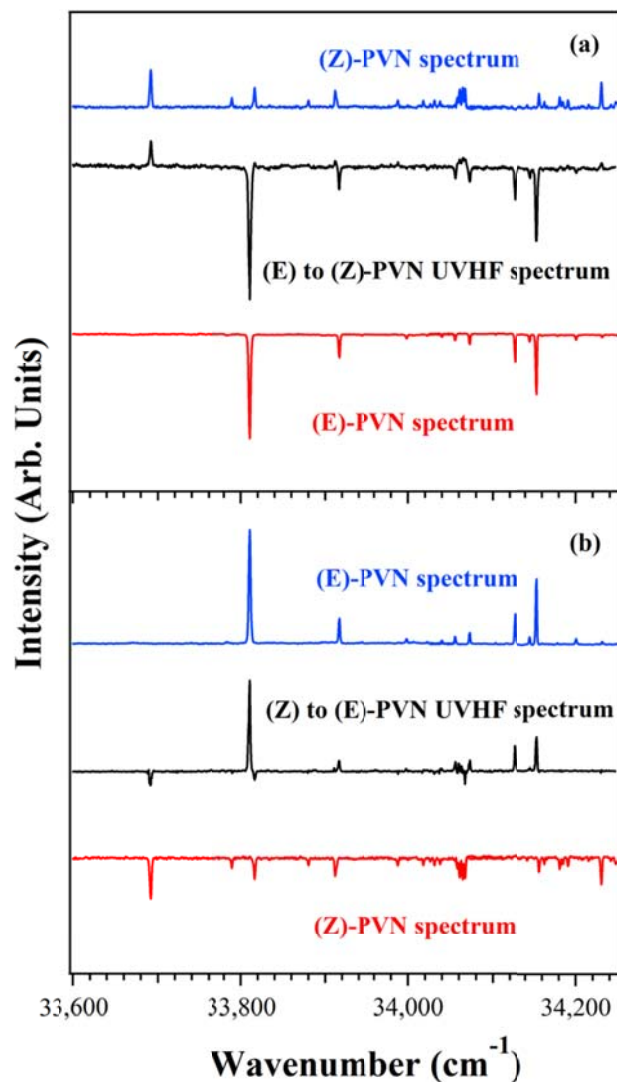 (a)
(Z)-PVN spectrum
(E) to (Z)-PVN UVHF spectrum
(E)-PVN spectrum
(b)
(E)-PVN spectrum
(Z) to (E)-PVN UVHF spectrum
(Z)-PVN spectrum
Intensity (Arb. Units)
33,600 33,800 34,000 34,200
Wavenumber (cm⁻¹)